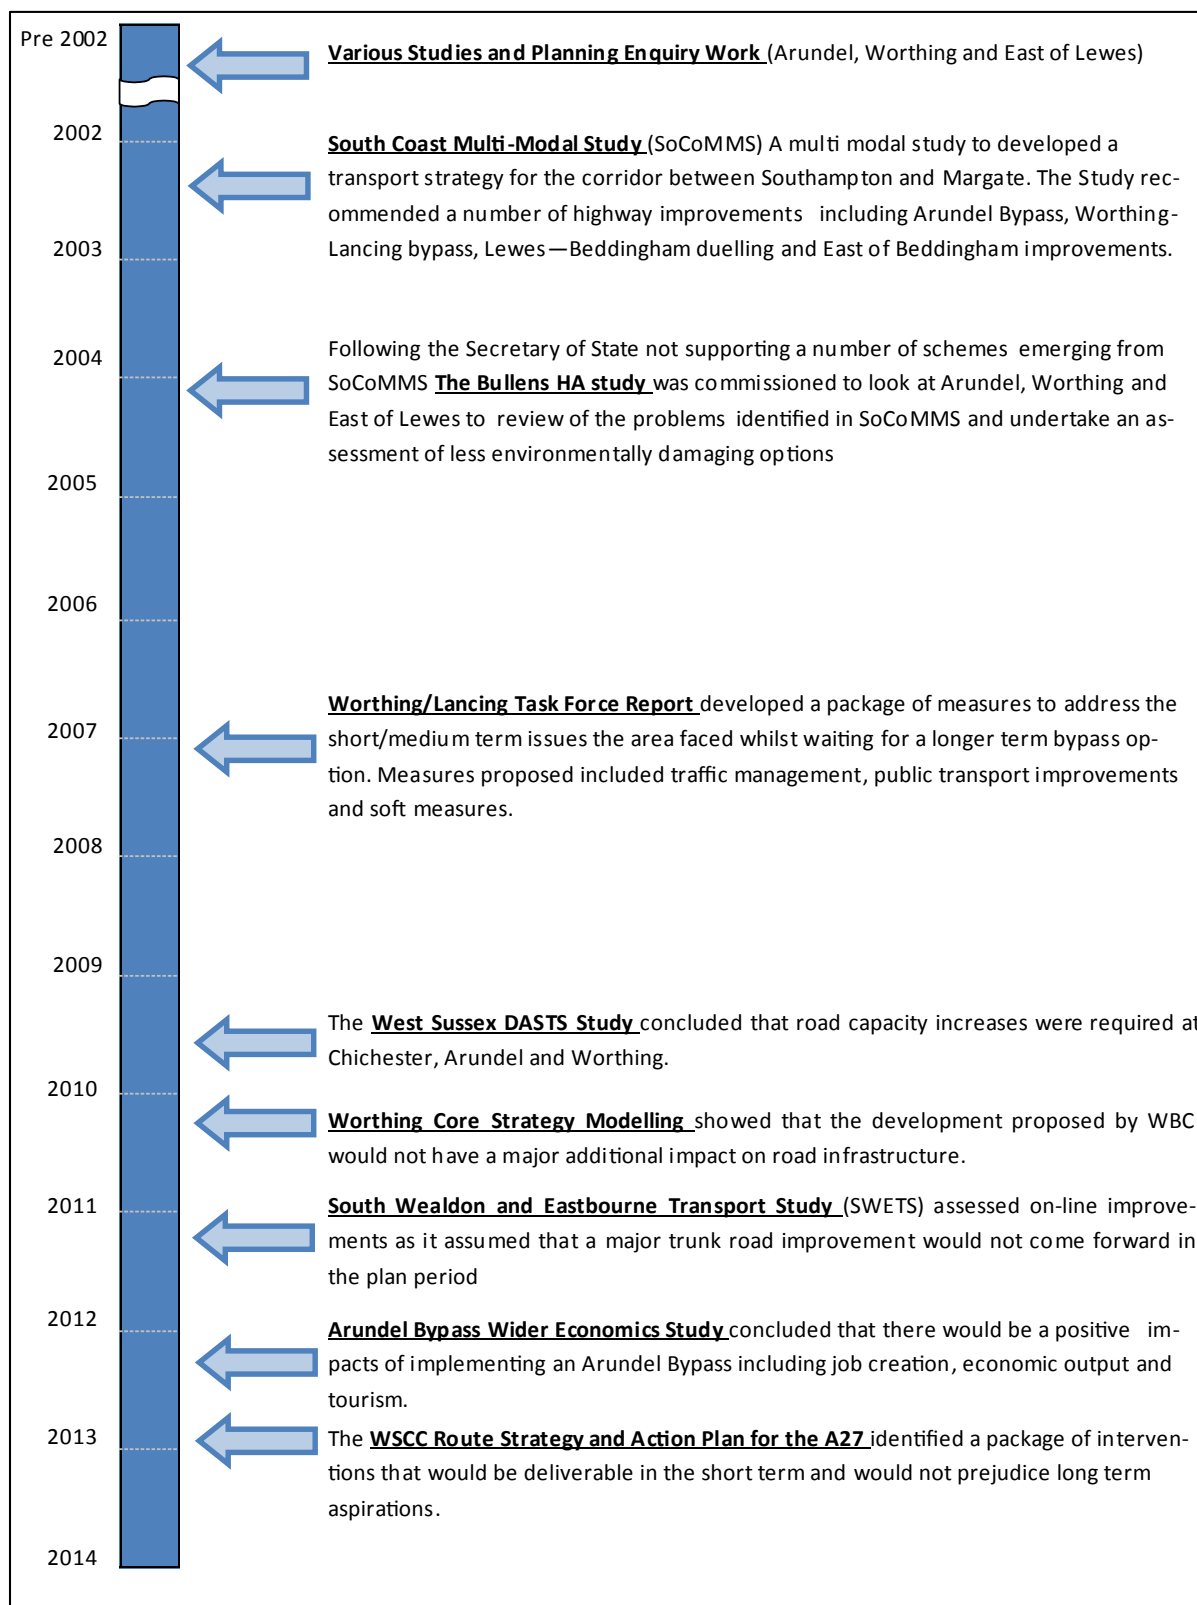 Pre 2002
Various Studies and Planning Enquiry Work (Arundel, Worthing and East of Lewes)
2002
South Coast Multi-Modal Study (SoCoMMS) A multi modal study to developed a
transport strategy for the corridor between Southampton and Margate. The Study rec-
ommended a number of highway improvements including Arundel Bypass, Worthing-
Lancing bypass, Lewes—Beddingham duelling and East of Beddingham improvements.
2003
Following the Secretary of State not supporting a number of schemes emerging from
2004
SoCoMMS The Bullens HA study was commissioned to look at Arundel, Worthing and
East of Lewes to review of the problems identified in SoCoMMS and undertake an as-
sessment of less environmentally damaging options
2005
2006
Worthing/Lancing Task Force Report developed a package of measures to address the
2007
short/medium term issues the area faced whilst waiting for a longer term bypass op-
tion. Measures proposed included traffic management, public transport improvements
and soft measures.
2008
2009
The West Sussex DASTS Study concluded that road capacity increases were required at
Chichester, Arundel and Worthing.
2010
Worthing Core Strategy Modelling showed that the development proposed by WBC
would not have a major additional impact on road infrastructure.
2011
South Wealdon and Eastbourne Transport Study (SWETS) assessed on-line improve-
ments as it assumed that a major trunk road improvement would not come forward in
the plan period
2012
Arundel Bypass Wider Economics Study concluded that there would be a positive im-
pacts of implementing an Arundel Bypass including job creation, economic output and
tourism.
2013
The WSCC Route Strategy and Action Plan for the A27 identified a package of interven-
tions that would be deliverable in the short term and would not prejudice long term
aspirations.
2014